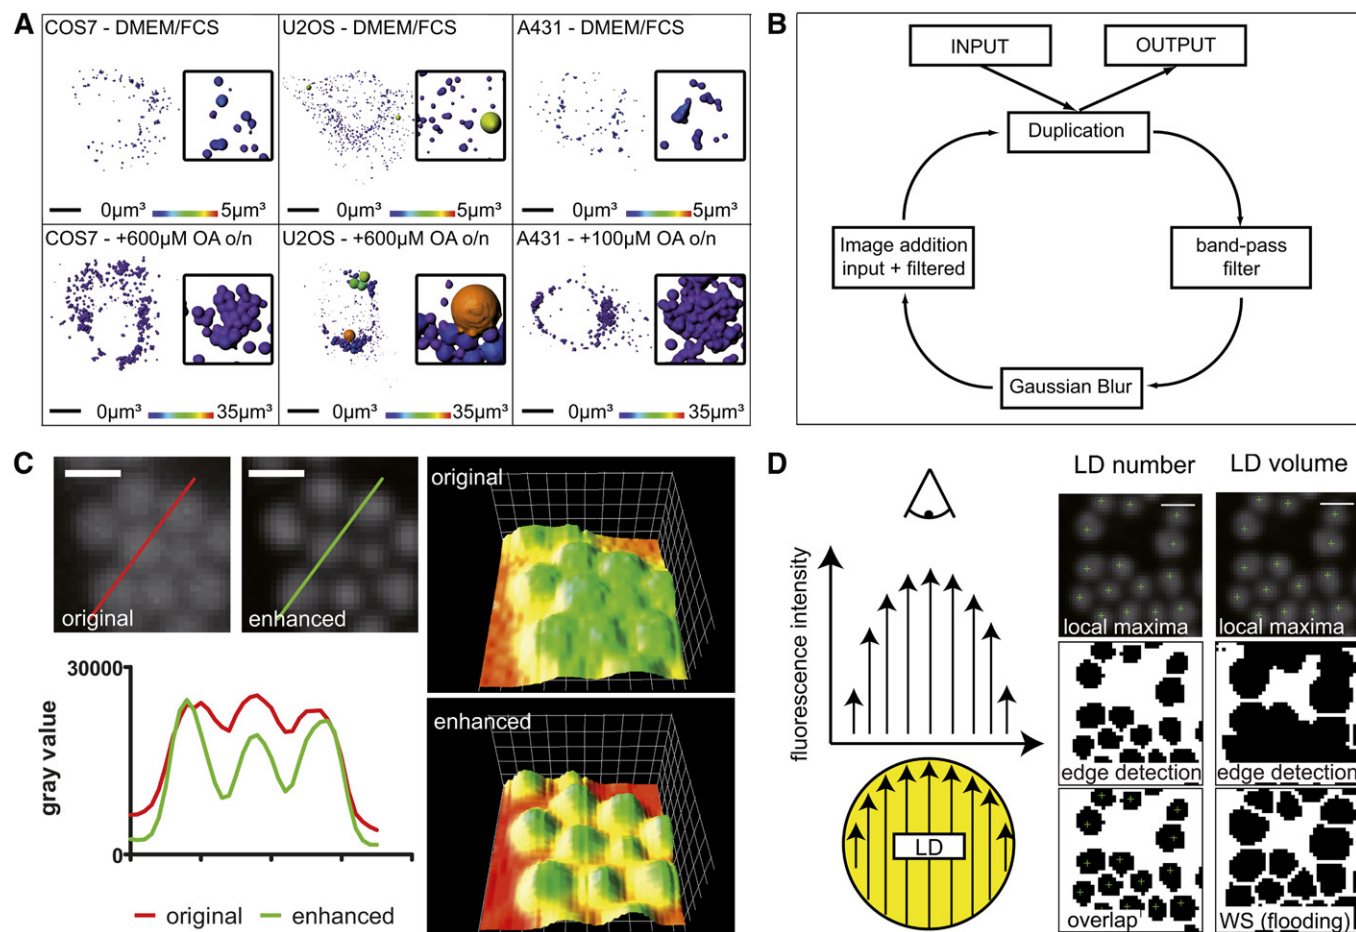 A
COS7 - DMEM/FCS
U2OS - DMEM/FCS
A431 - DMEM/FCS
0µm³ 5µm³
0µm³ 5µm³
0µm³ 5µm³
COS7 - +600µM OA o/n
U2OS - +600µM OA o/n
A431 - +100µM OA o/n
0µm³ 35µm³
0µm³ 35µm³
0µm³ 35µm³
B
INPUT
OUTPUT
Duplication
band-pass
filter
Gaussian Blur
Image addition
input + filtered
C
original
enhanced
30000
gray value
0
original
enhanced
original
enhanced
D
fluorescence intensity
LD
LD number
LD volume
local maxima
local maxima
edge detection
edge detection
overlap
WS (flooding)